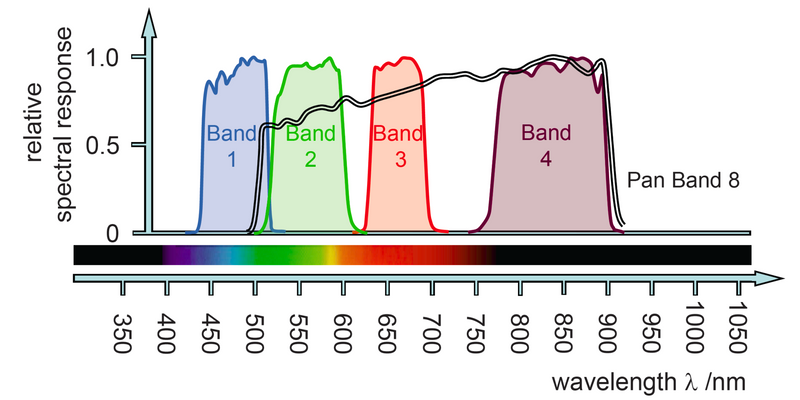 relative
spectral response
1.0
0.5
0
Band
1
Band
2
Band
3
Band
4
Pan Band 8
350
400
450
500
550
600
650
700
750
800
850
900
950
1000
1050
wavelength λ /nm